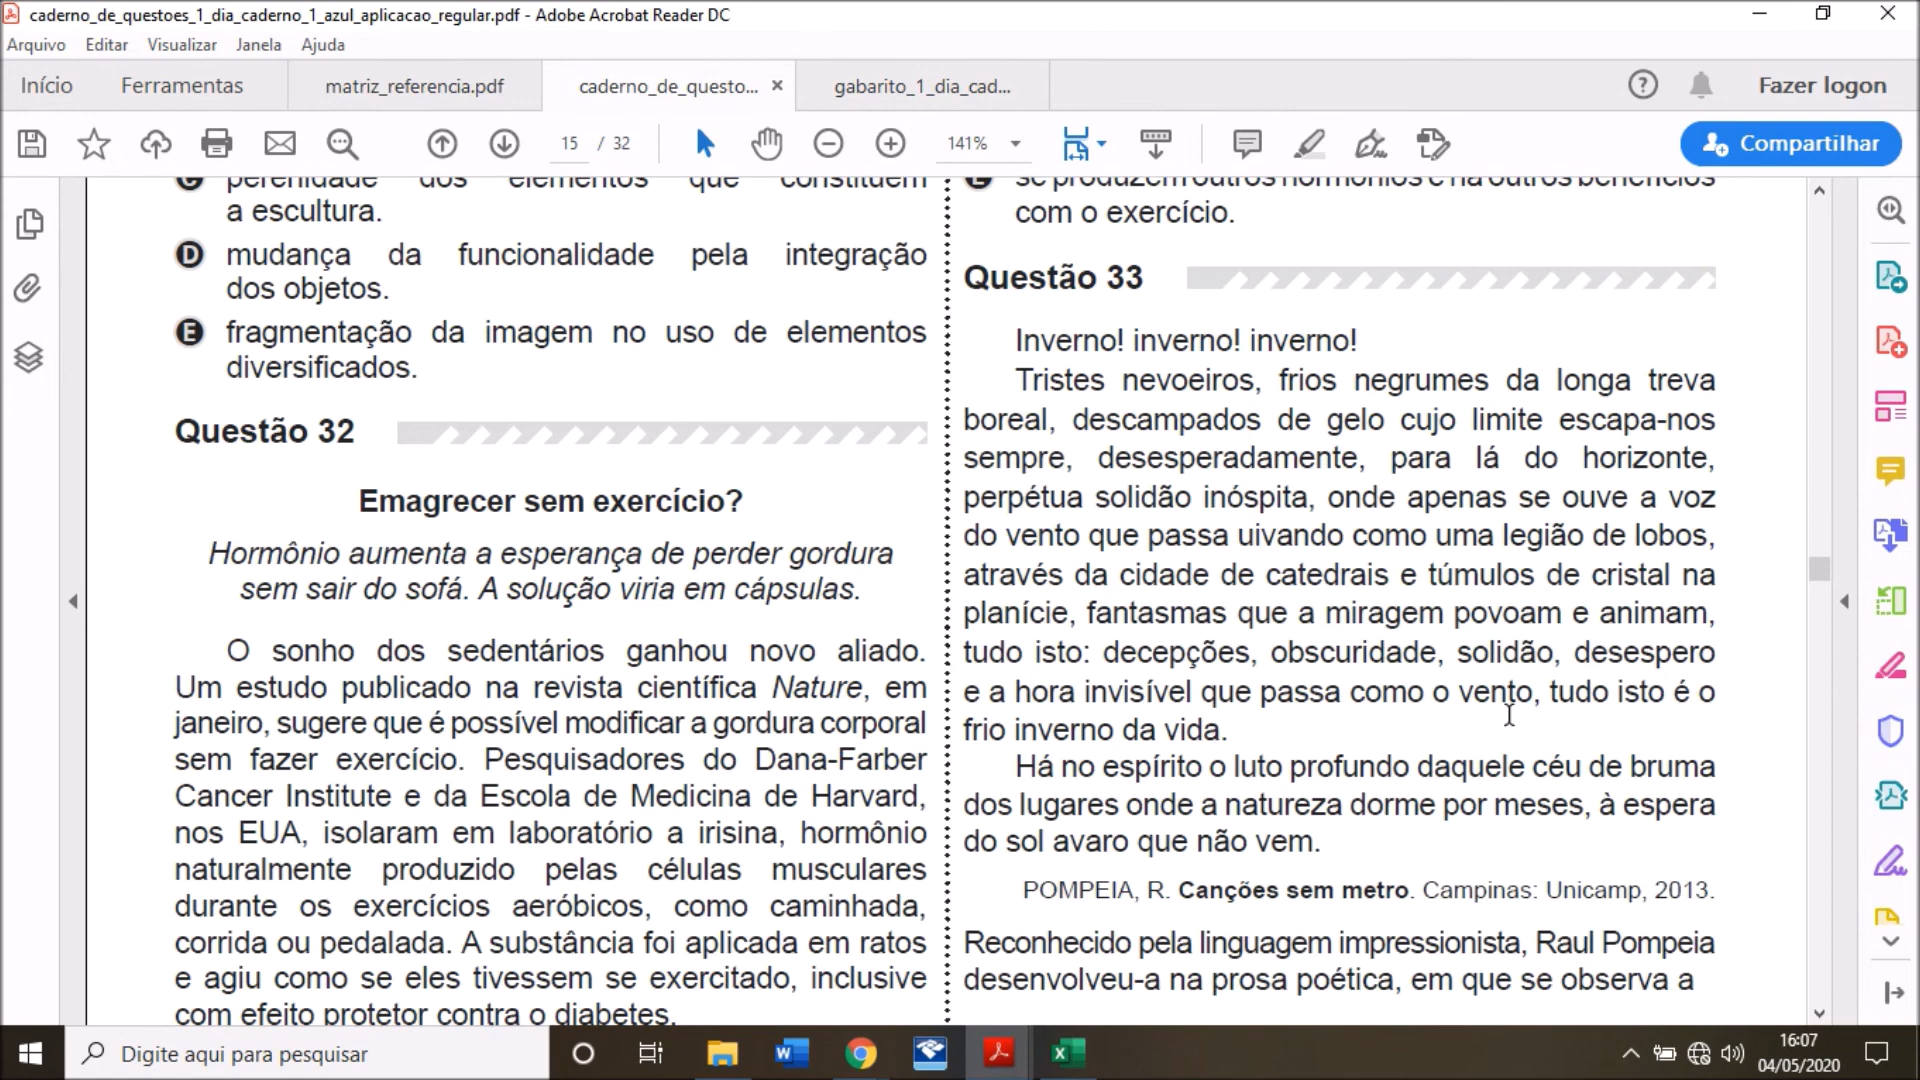 caderno_de_questoes_1_dia_caderno_1_azul_aplicacao_regular.pdf - Adobe Acrobat Reader DC
Arquivo Editar Visualizar Janela Ajuda
Início Ferramentas matriz_referencia.pdf caderno_de_questo... gabarito_1_dia_cad... Fazer logon
15 / 32 141% Compartilhar
C perenidade dos elementos que constituem
a escultura.
D mudança da funcionalidade pela integração
dos objetos.
E fragmentação da imagem no uso de elementos
diversificados.
Questão 32
Emagrecer sem exercício?
Hormônio aumenta a esperança de perder gordura
sem sair do sofá. A solução viria em cápsulas.
O sonho dos sedentários ganhou novo aliado.
Um estudo publicado na revista científica Nature, em
janeiro, sugere que é possível modificar a gordura corporal
sem fazer exercício. Pesquisadores do Dana-Farber
Cancer Institute e da Escola de Medicina de Harvard,
nos EUA, isolaram em laboratório a irisina, hormônio
naturalmente produzido pelas células musculares
durante os exercícios aeróbicos, como caminhada,
corrida ou pedalada. A substância foi aplicada em ratos
e agiu como se eles tivessem se exercitado, inclusive
com efeito protetor contra o diabetes.
E se produzem outros hormônios e há outros benefícios
com o exercício.
Questão 33
Inverno! inverno! inverno!
Tristes nevoeiros, frios negrumes da longa treva
boreal, descampados de gelo cujo limite escapa-nos
sempre, desesperadamente, para lá do horizonte,
perpétua solidão inóspita, onde apenas se ouve a voz
do vento que passa uivando como uma legião de lobos,
através da cidade de catedrais e túmulos de cristal na
planície, fantasmas que a miragem povoam e animam,
tudo isto: decepções, obscuridade, solidão, desespero
e a hora invisível que passa como o vento, tudo isto é o
frio inverno da vida.
Há no espírito o luto profundo daquele céu de bruma
dos lugares onde a natureza dorme por meses, à espera
do sol avaro que não vem.
POMPEIA, R. Canções sem metro. Campinas: Unicamp, 2013.
Reconhecido pela linguagem impressionista, Raul Pompeia
desenvolveu-a na prosa poética, em que se observa a
Digite aqui para pesquisar
16:07
04/05/2020